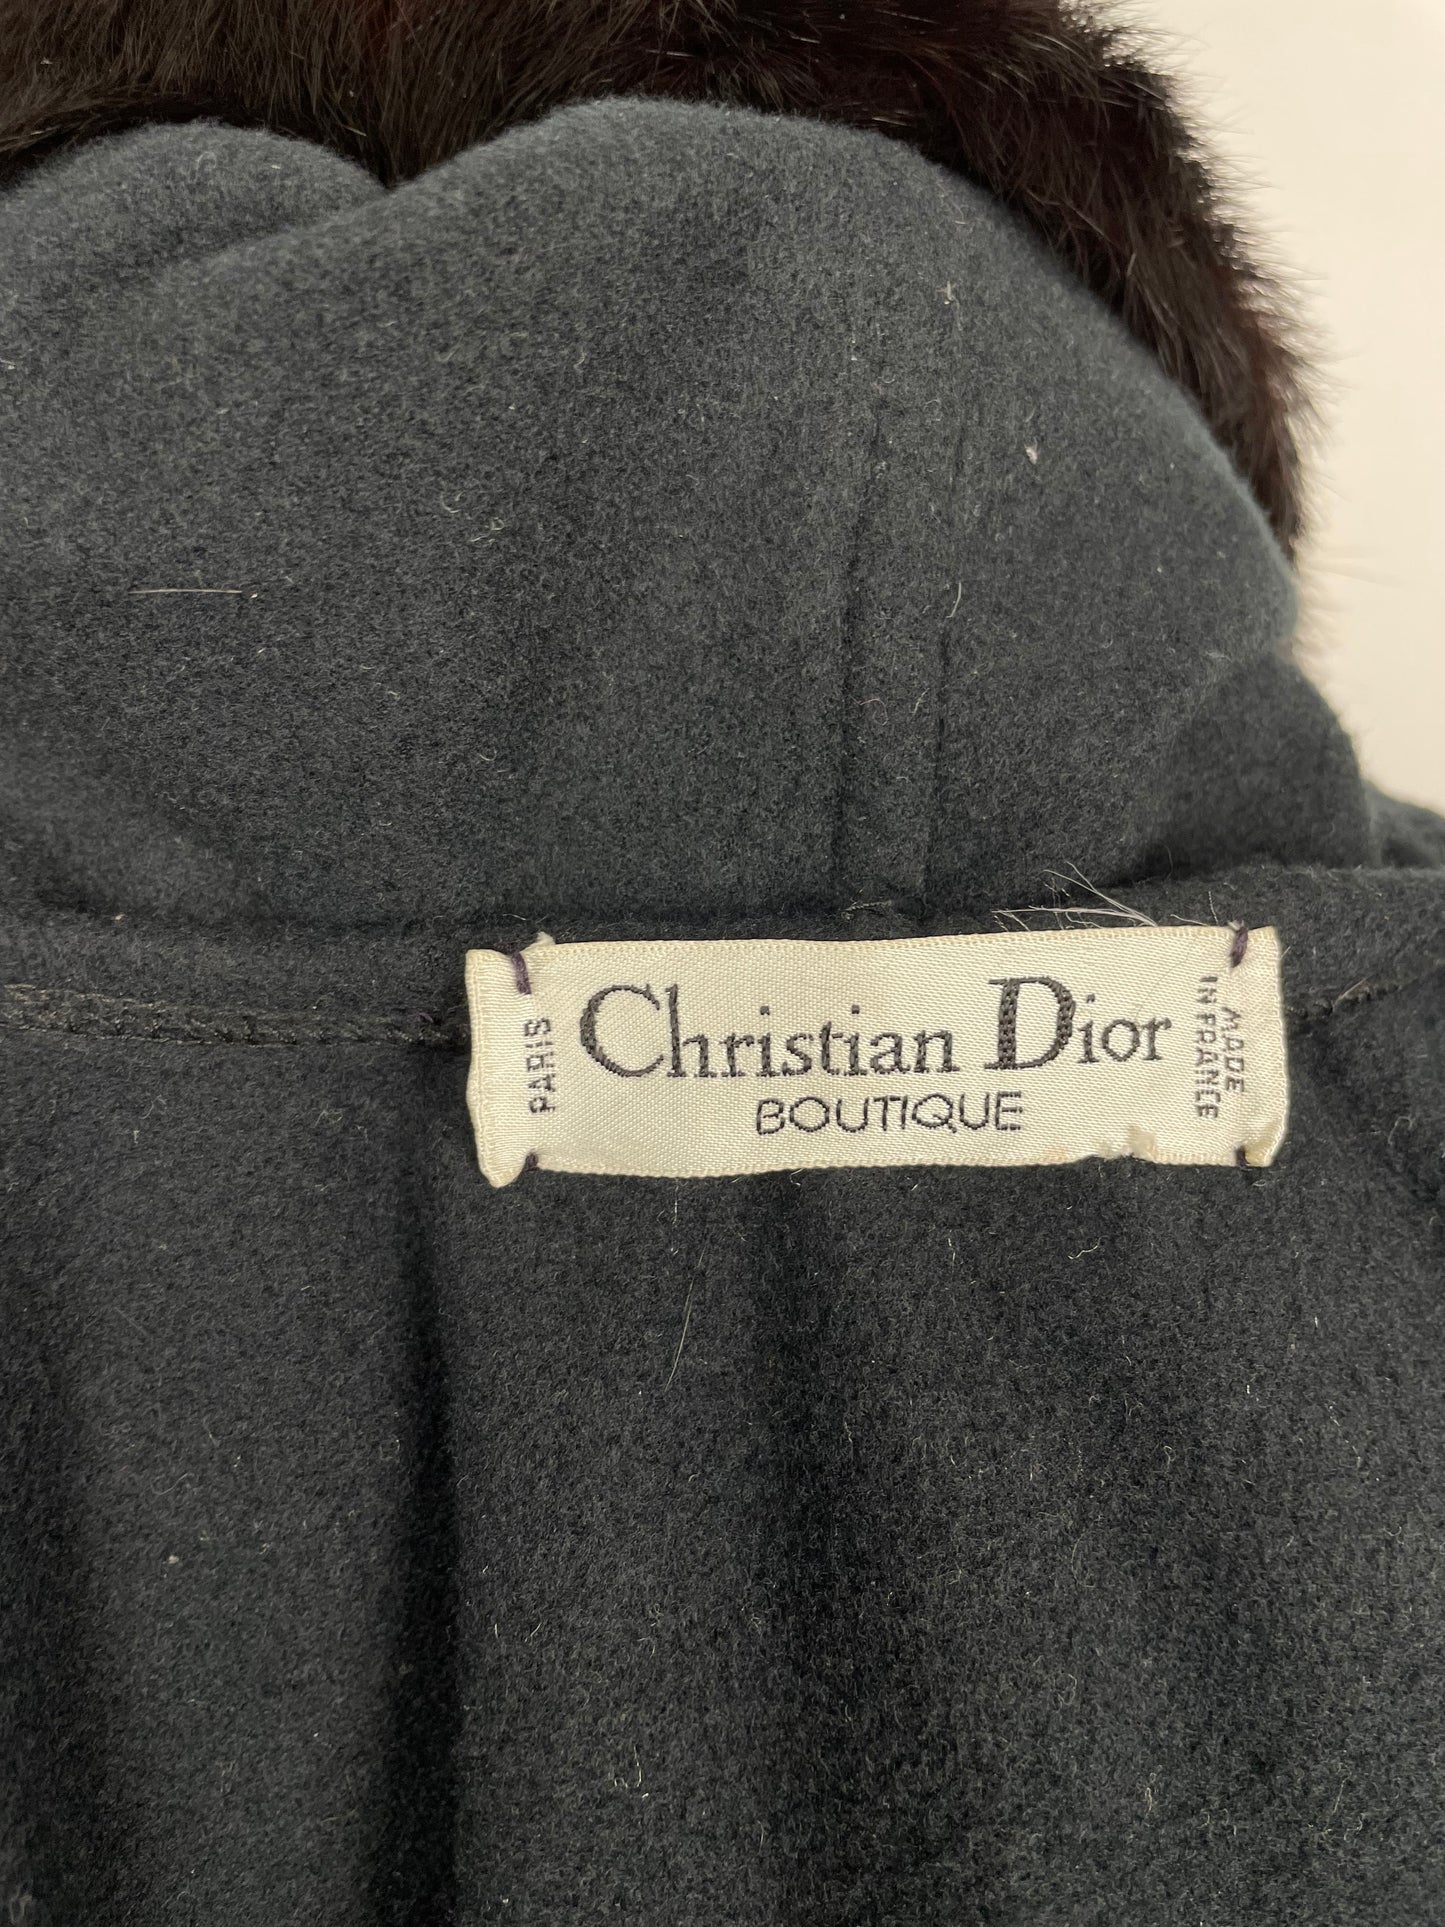 PARIS
Christian Dior
BOUTIQUE
MADE
IN FRANCE